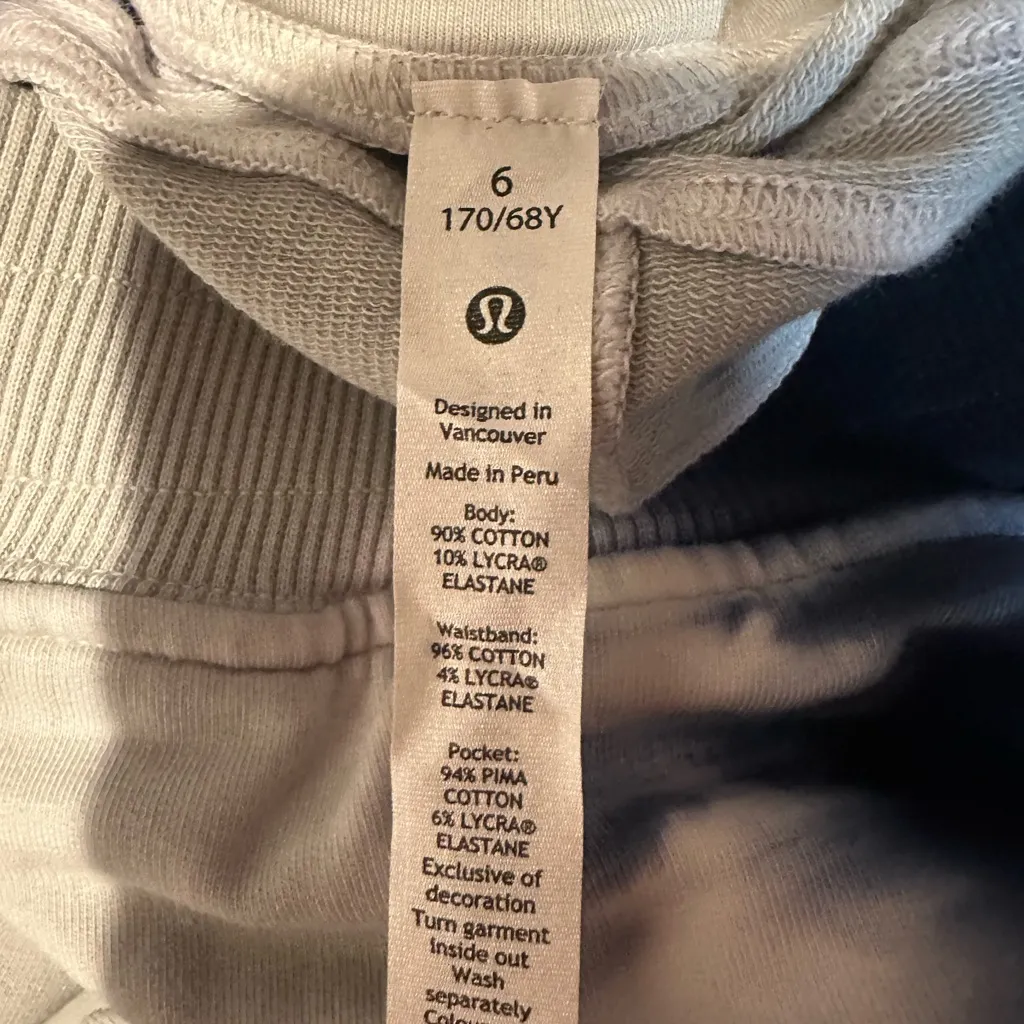 6
170/68Y
Designed in
Vancouver
Made in Peru
Body:
90% COTTON
10% LYCRA®
ELASTANE
Waistband:
96% COTTON
4% LYCRA®
ELASTANE
Pocket:
94% PIMA
COTTON
6% LYCRA®
ELASTANE
Exclusive of
decoration
Turn garment
inside out
Wash
separately